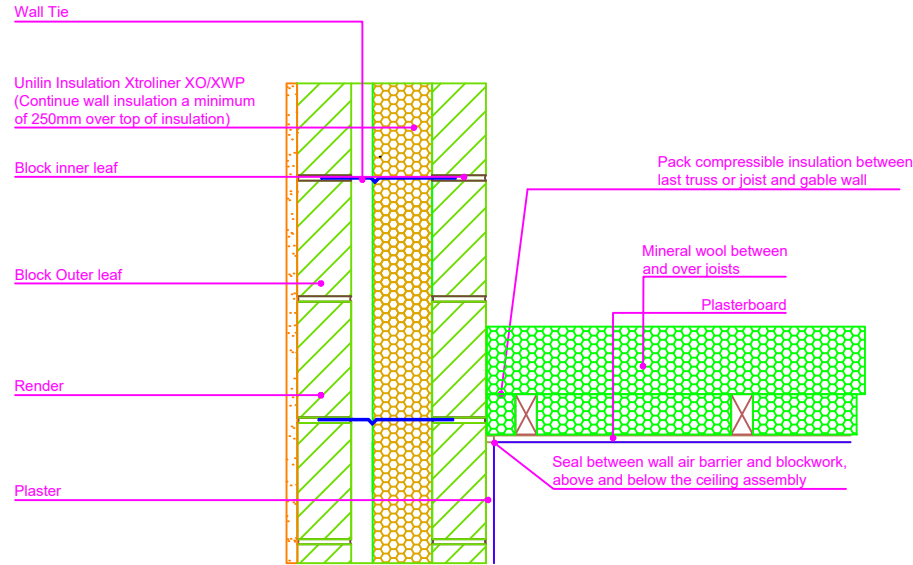 Wall Tie
Unilin Insulation Xtroliner XO/XWP
(Continue wall insulation a minimum
of 250mm over top of insulation)
Block inner leaf
Block Outer leaf
Render
Plaster
Pack compressible insulation between
last truss or joist and gable wall
Mineral wool between
and over joists
Plasterboard
Seal between wall air barrier and blockwork,
above and below the ceiling assembly